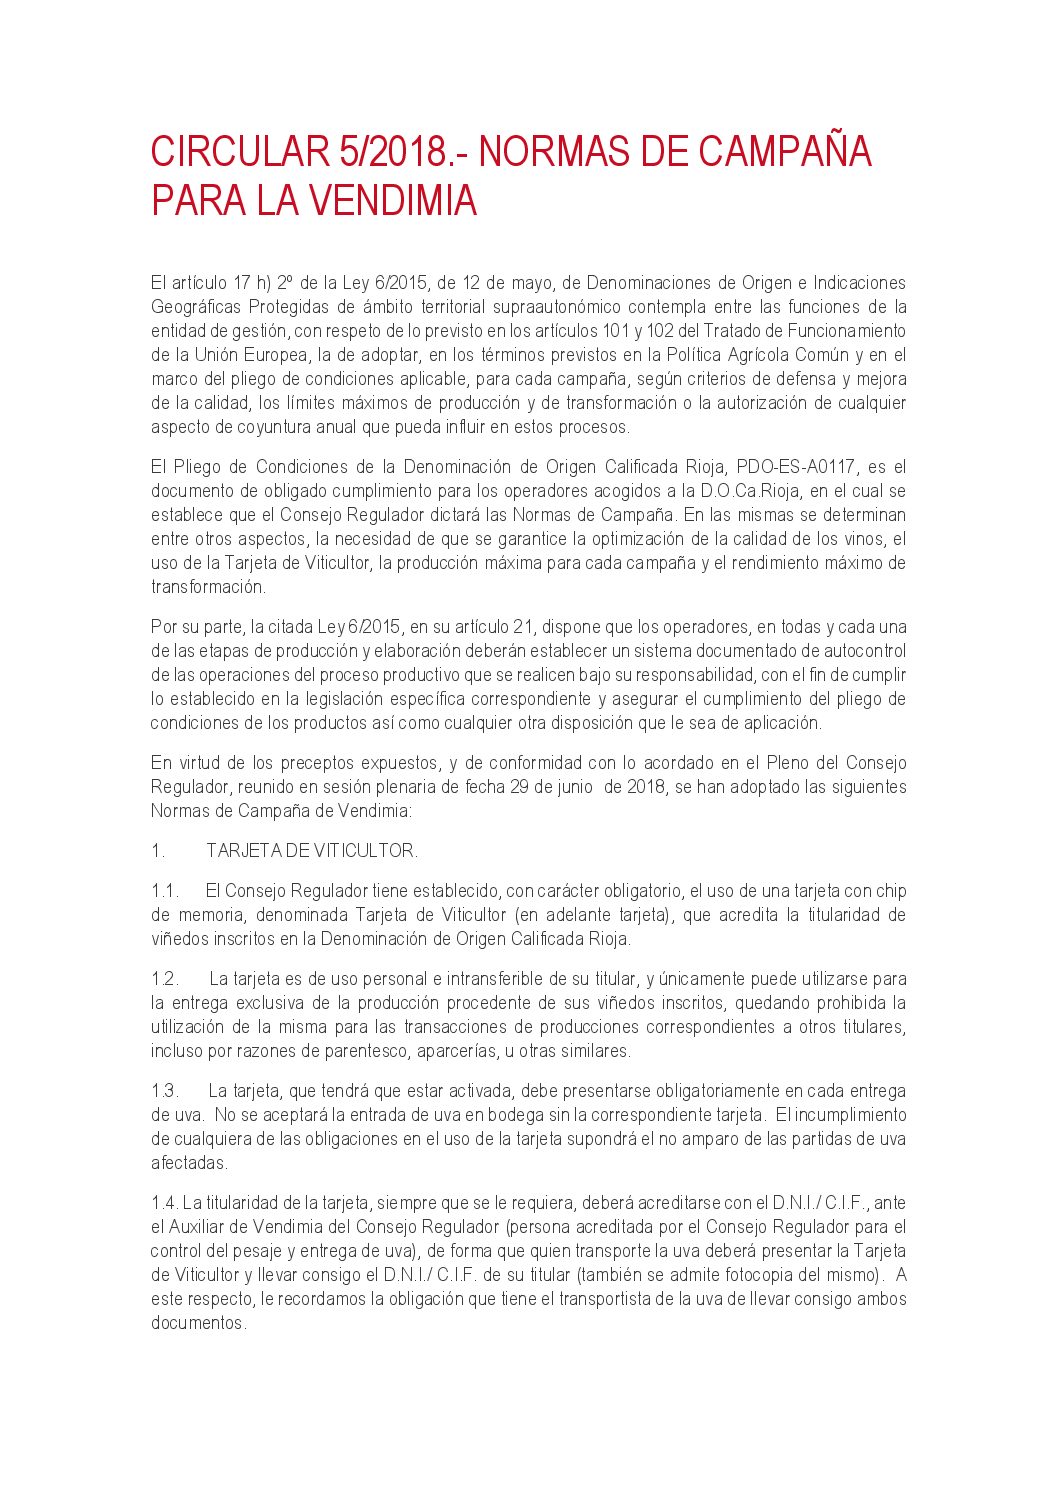 CIRCULAR 5/2018.- NORMAS DE CAMPAÑA
PARA LA VENDIMIA
El artículo 17 h) 2º de la Ley 6/2015, de 12 de mayo, de Denominaciones de Origen e Indicaciones
Geográficas Protegidas de ámbito territorial supraautonómico contempla entre las funciones de la
entidad de gestión, con respeto de lo previsto en los artículos 101 y 102 del Tratado de Funcionamiento
de la Unión Europea, la de adoptar, en los términos previstos en la Política Agrícola Común y en el
marco del pliego de condiciones aplicable, para cada campaña, según criterios de defensa y mejora
de la calidad, los límites máximos de producción y de transformación o la autorización de cualquier
aspecto de coyuntura anual que pueda influir en estos procesos.
El Pliego de Condiciones de la Denominación de Origen Calificada Rioja, PDO-ES-A0117, es el
documento de obligado cumplimiento para los operadores acogidos a la D.O.Ca.Rioja, en el cual se
establece que el Consejo Regulador dictará las Normas de Campaña. En las mismas se determinan
entre otros aspectos, la necesidad de que se garantice la optimización de la calidad de los vinos, el
uso de la Tarjeta de Viticultor, la producción máxima para cada campaña y el rendimiento máximo de
transformación.
Por su parte, la citada Ley 6/2015, en su artículo 21, dispone que los operadores, en todas y cada una
de las etapas de producción y elaboración deberán establecer un sistema documentado de autocontrol
de las operaciones del proceso productivo que se realicen bajo su responsabilidad, con el fin de cumplir
lo establecido en la legislación específica correspondiente y asegurar el cumplimiento del pliego de
condiciones de los productos así como cualquier otra disposición que le sea de aplicación.
En virtud de los preceptos expuestos, y de conformidad con lo acordado en el Pleno del Consejo
Regulador, reunido en sesión plenaria de fecha 29 de junio de 2018, se han adoptado las siguientes
Normas de Campaña de Vendimia:
1. TARJETA DE VITICULTOR.
1.1. El Consejo Regulador tiene establecido, con carácter obligatorio, el uso de una tarjeta con chip
de memoria, denominada Tarjeta de Viticultor (en adelante tarjeta), que acredita la titularidad de
viñedos inscritos en la Denominación de Origen Calificada Rioja.
1.2. La tarjeta es de uso personal e intransferible de su titular, y únicamente puede utilizarse para
la entrega exclusiva de la producción procedente de sus viñedos inscritos, quedando prohibida la
utilización de la misma para las transacciones de producciones correspondientes a otros titulares,
incluso por razones de parentesco, aparcerías, u otras similares.
1.3. La tarjeta, que tendrá que estar activada, debe presentarse obligatoriamente en cada entrega
de uva. No se aceptará la entrada de uva en bodega sin la correspondiente tarjeta. El incumplimiento
de cualquiera de las obligaciones en el uso de la tarjeta supondrá el no amparo de las partidas de uva
afectadas.
1.4. La titularidad de la tarjeta, siempre que se le requiera, deberá acreditarse con el D.N.I./ C.I.F., ante
el Auxiliar de Vendimia del Consejo Regulador (persona acreditada por el Consejo Regulador para el
control del pesaje y entrega de uva), de forma que quien transporte la uva deberá presentar la Tarjeta
de Viticultor y llevar consigo el D.N.I./ C.I.F. de su titular (también se admite fotocopia del mismo). A
este respecto, le recordamos la obligación que tiene el transportista de la uva de llevar consigo ambos
documentos.